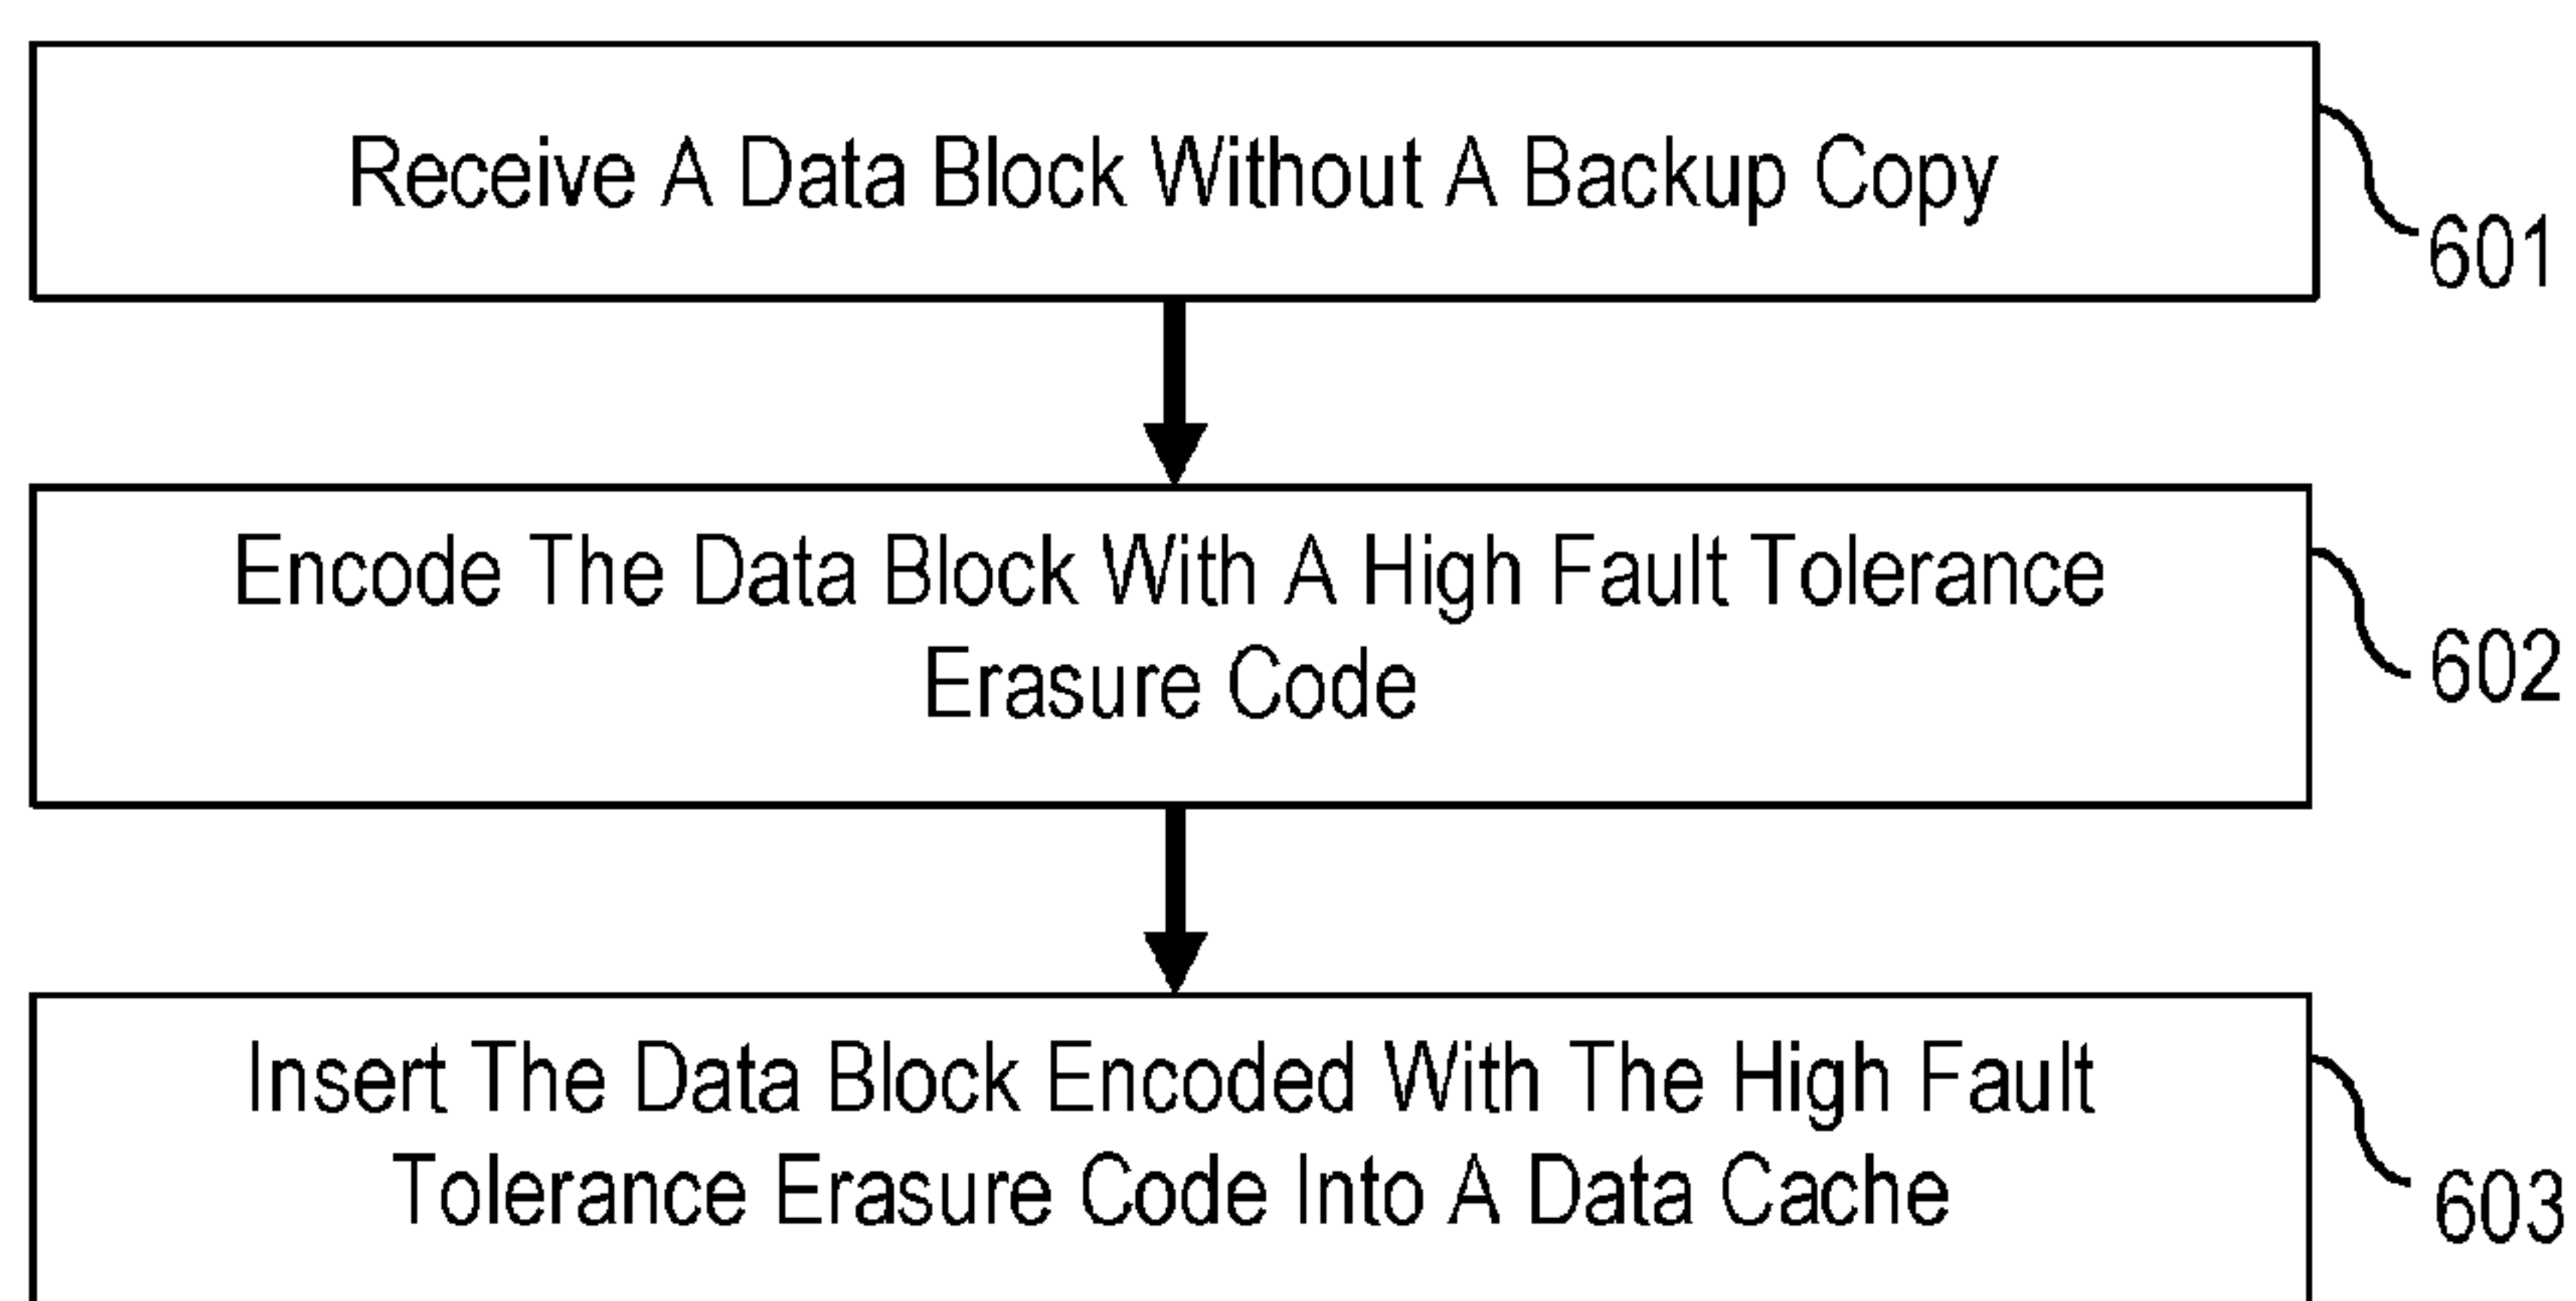 Receive A Data Block Without A Backup Copy
601
Encode The Data Block With A High Fault Tolerance
Erasure Code
602
Insert The Data Block Encoded With The High Fault
Tolerance Erasure Code Into A Data Cache
603